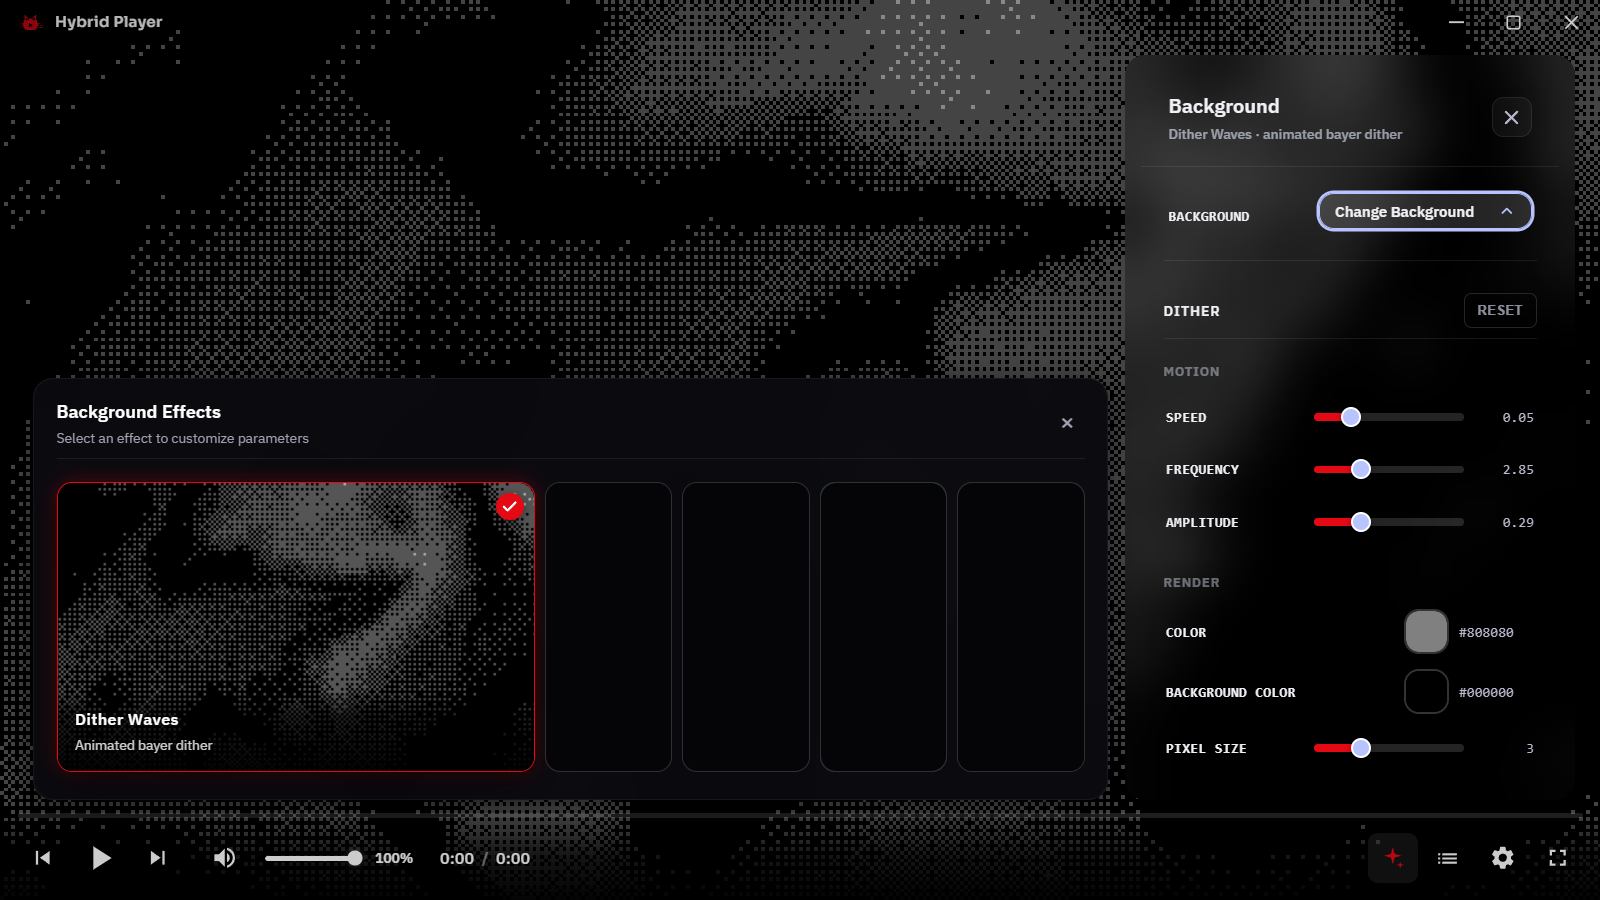 Hybrid Player
Background
Dither Waves · animated bayer dither
BACKGROUND
Change Background
DITHER
RESET
MOTION
SPEED
0.05
FREQUENCY
2.85
AMPLITUDE
0.29
RENDER
COLOR
#808080
BACKGROUND COLOR
#000000
PIXEL SIZE
3
Background Effects
Select an effect to customize parameters
Dither Waves
Animated bayer dither
100%
0:00 / 0:00